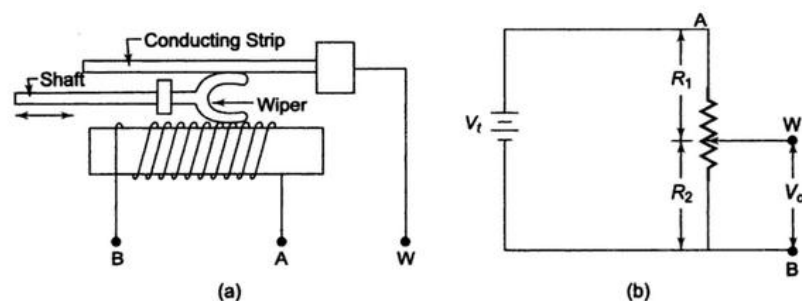 Conducting Strip
Shaft
Wiper
B
A
W
(a)
A
R1
Vt
W
R2
Vo
B
(b)